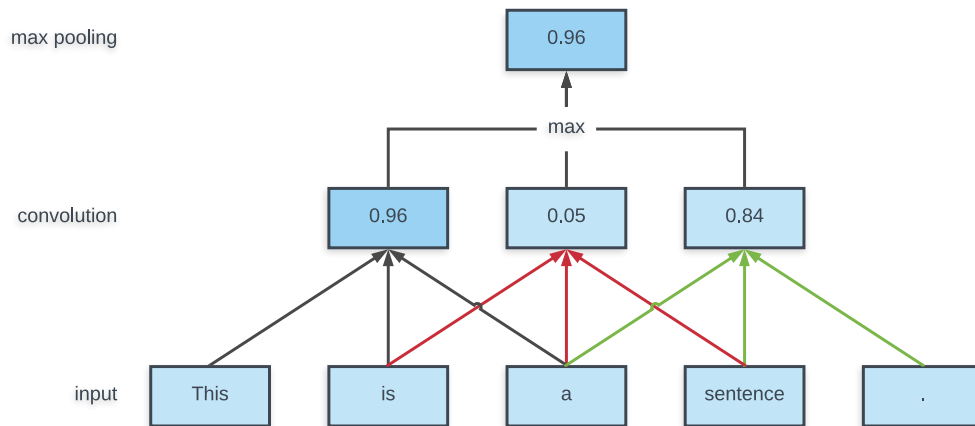 max pooling
0.96
max
convolution
0.96
0.05
0.84
input
This
is
a
sentence
.